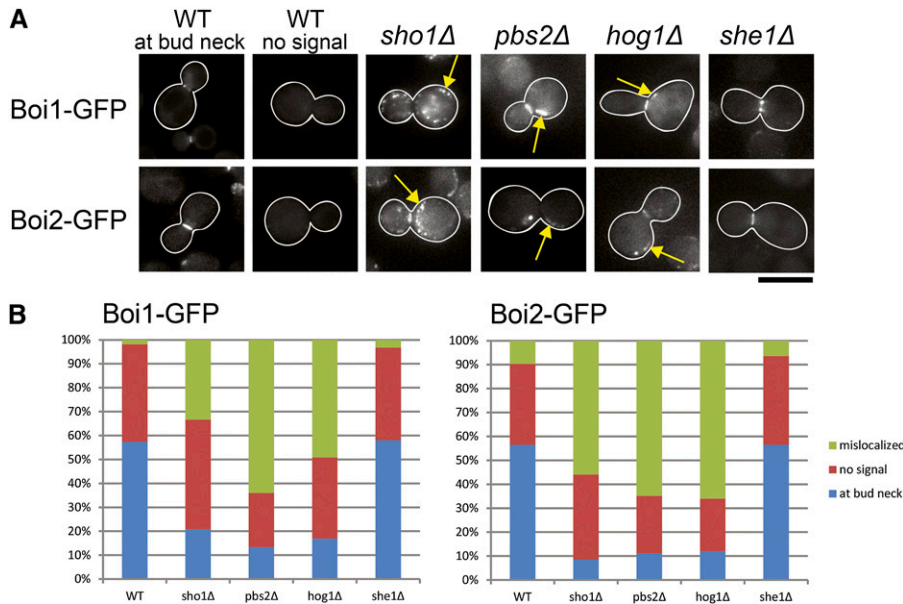 A
WT
at bud neck
WT
no signal
sho1Δ
pbs2Δ
hog1Δ
she1Δ
Boi1-GFP
Boi2-GFP
B
Boi1-GFP
100%
90%
80%
70%
60%
50%
40%
30%
20%
10%
0%
WT
sho1Δ
pbs2Δ
hog1Δ
she1Δ
Boi2-GFP
100%
90%
80%
70%
60%
50%
40%
30%
20%
10%
0%
WT
sho1Δ
pbs2Δ
hog1Δ
she1Δ
mislocalized
no signal
at bud neck